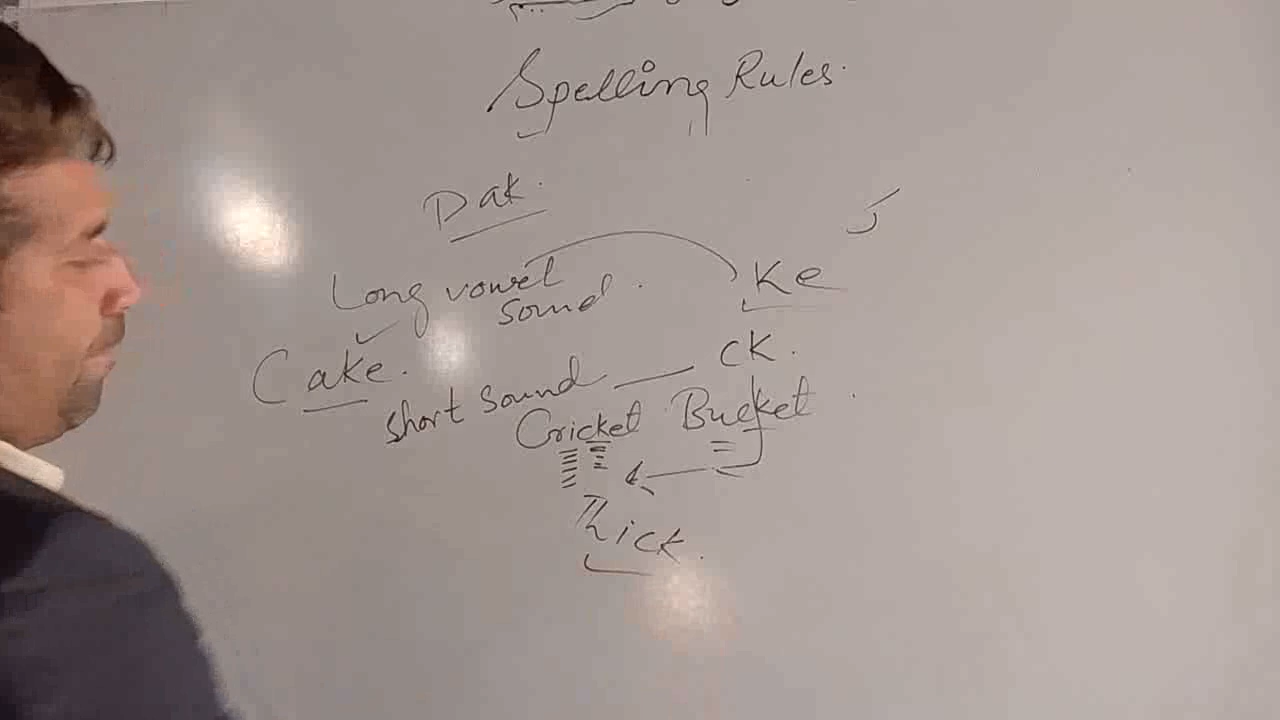 Spelling Rules.
Dak.
Long vowel Ke
sound.
Cake.
short sound — ck.
Cricket Bucket
Thick.